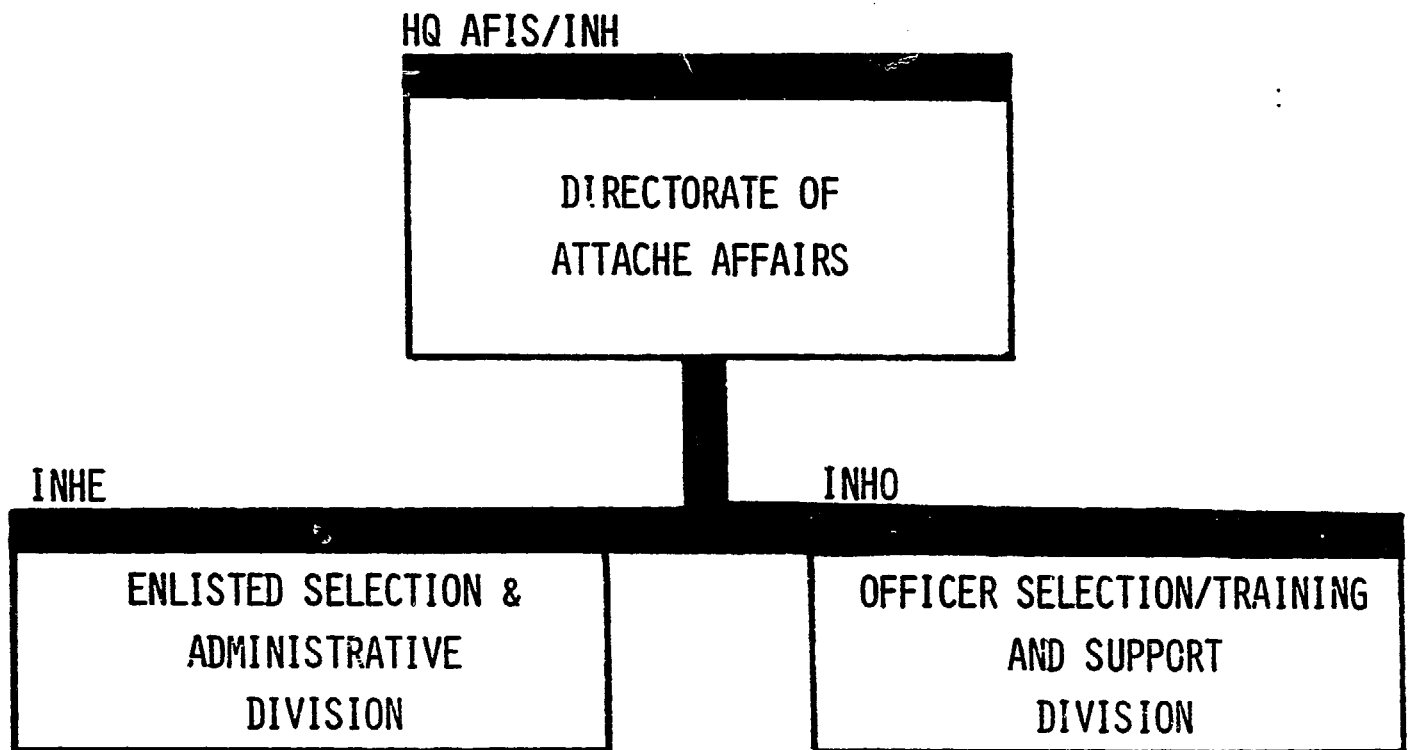 HQ AFIS/INH
DIRECTORATE OF
ATTACHE AFFAIRS
INHE
INHO
ENLISTED SELECTION &
ADMINISTRATIVE
DIVISION
OFFICER SELECTION/TRAINING
AND SUPPORT
DIVISION